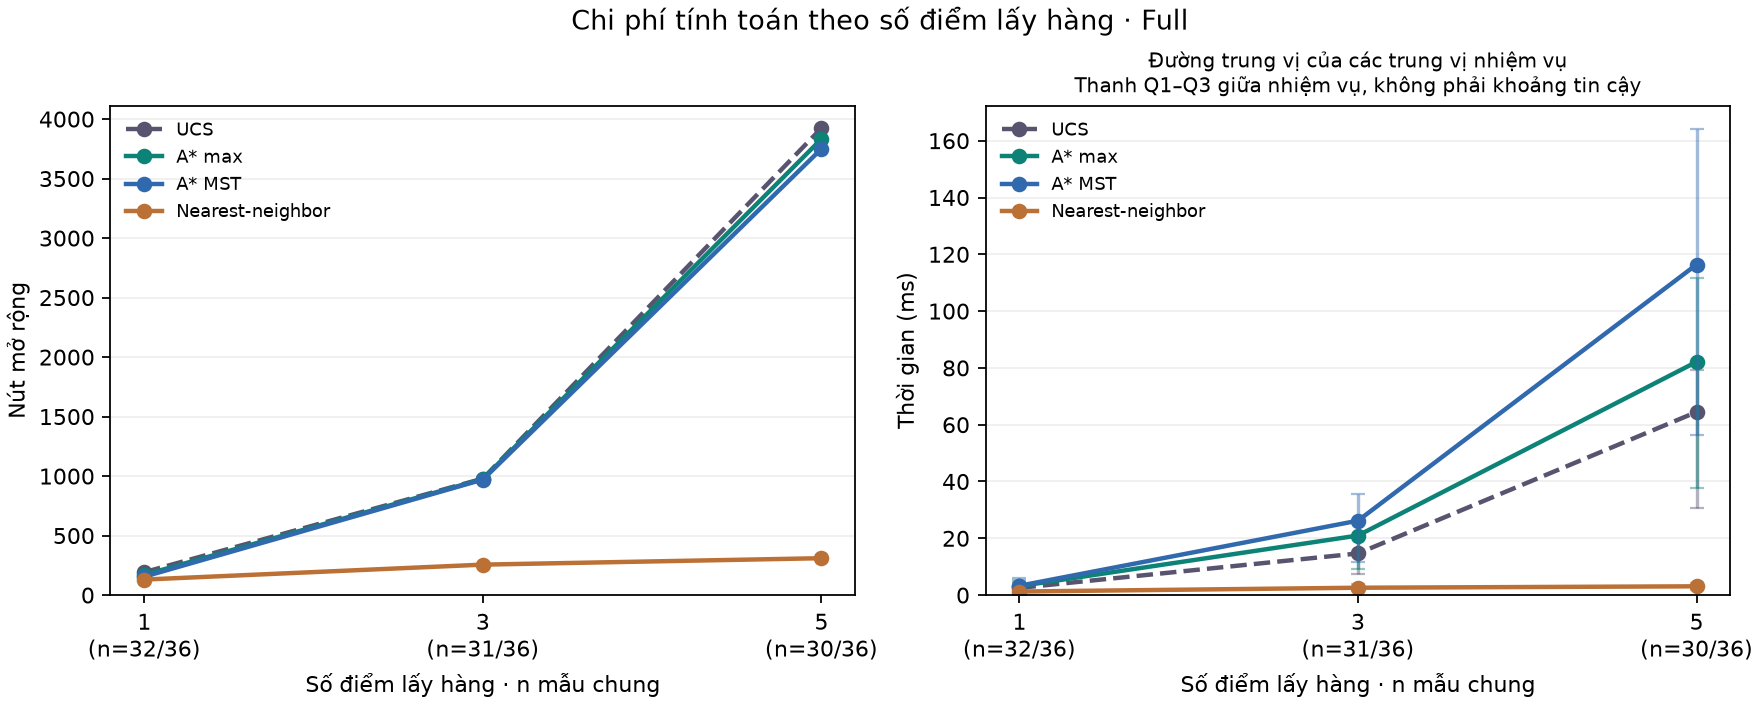 Chi phí tính toán theo số điểm lấy hàng · Full
Nút mở rộng
4000
3500
3000
2500
2000
1500
1000
500
0
UCS
A* max
A* MST
Nearest-neighbor
1
(n=32/36)
3
(n=31/36)
5
(n=30/36)
Số điểm lấy hàng · n mẫu chung
Đường trung vị của các trung vị nhiệm vụ
Thanh Q1–Q3 giữa nhiệm vụ, không phải khoảng tin cậy
Thời gian (ms)
160
140
120
100
80
60
40
20
0
UCS
A* max
A* MST
Nearest-neighbor
1
(n=32/36)
3
(n=31/36)
5
(n=30/36)
Số điểm lấy hàng · n mẫu chung